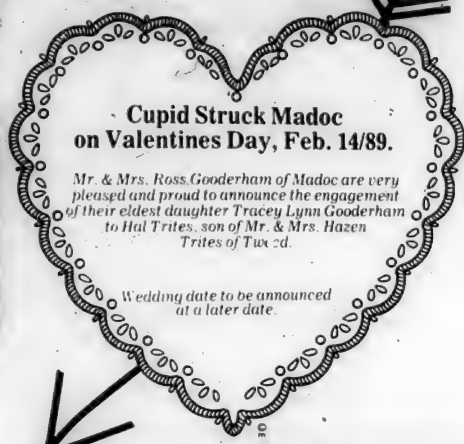 Cupid Struck Madoc
on Valentines Day, Feb. 14/89.
Mr. & Mrs. Ross Gooderham of Madoc are very
pleased and proud to announce the engagement
of their eldest daughter Tracey Lynn Gooderham
to Hal Trites, son of Mr. & Mrs. Hazen
Trites of
Wedding date to be announced
at a later date.